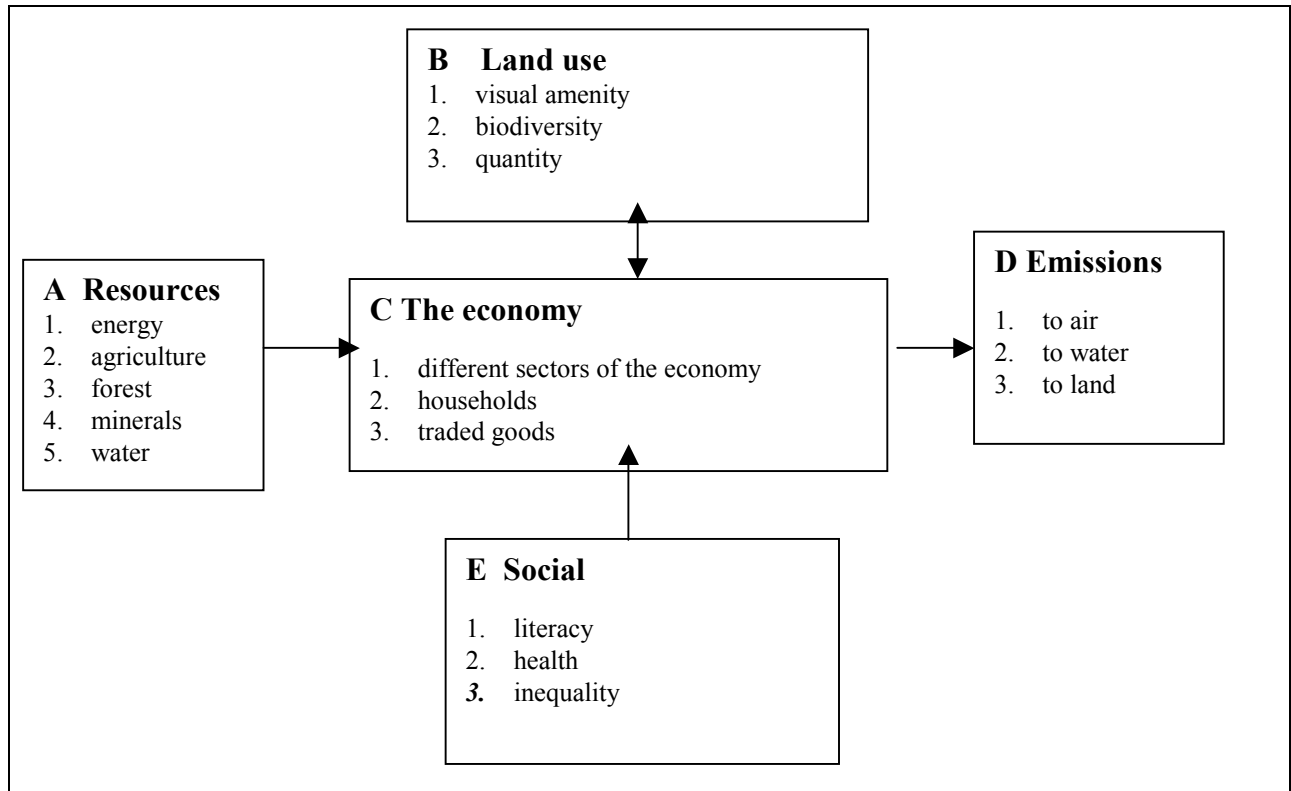 B Land use
1. visual amenity
2. biodiversity
3. quantity
A Resources
1. energy
2. agriculture
3. forest
4. minerals
5. water
C The economy
1. different sectors of the economy
2. households
3. traded goods
D Emissions
1. to air
2. to water
3. to land
E Social
1. literacy
2. health
3. inequality